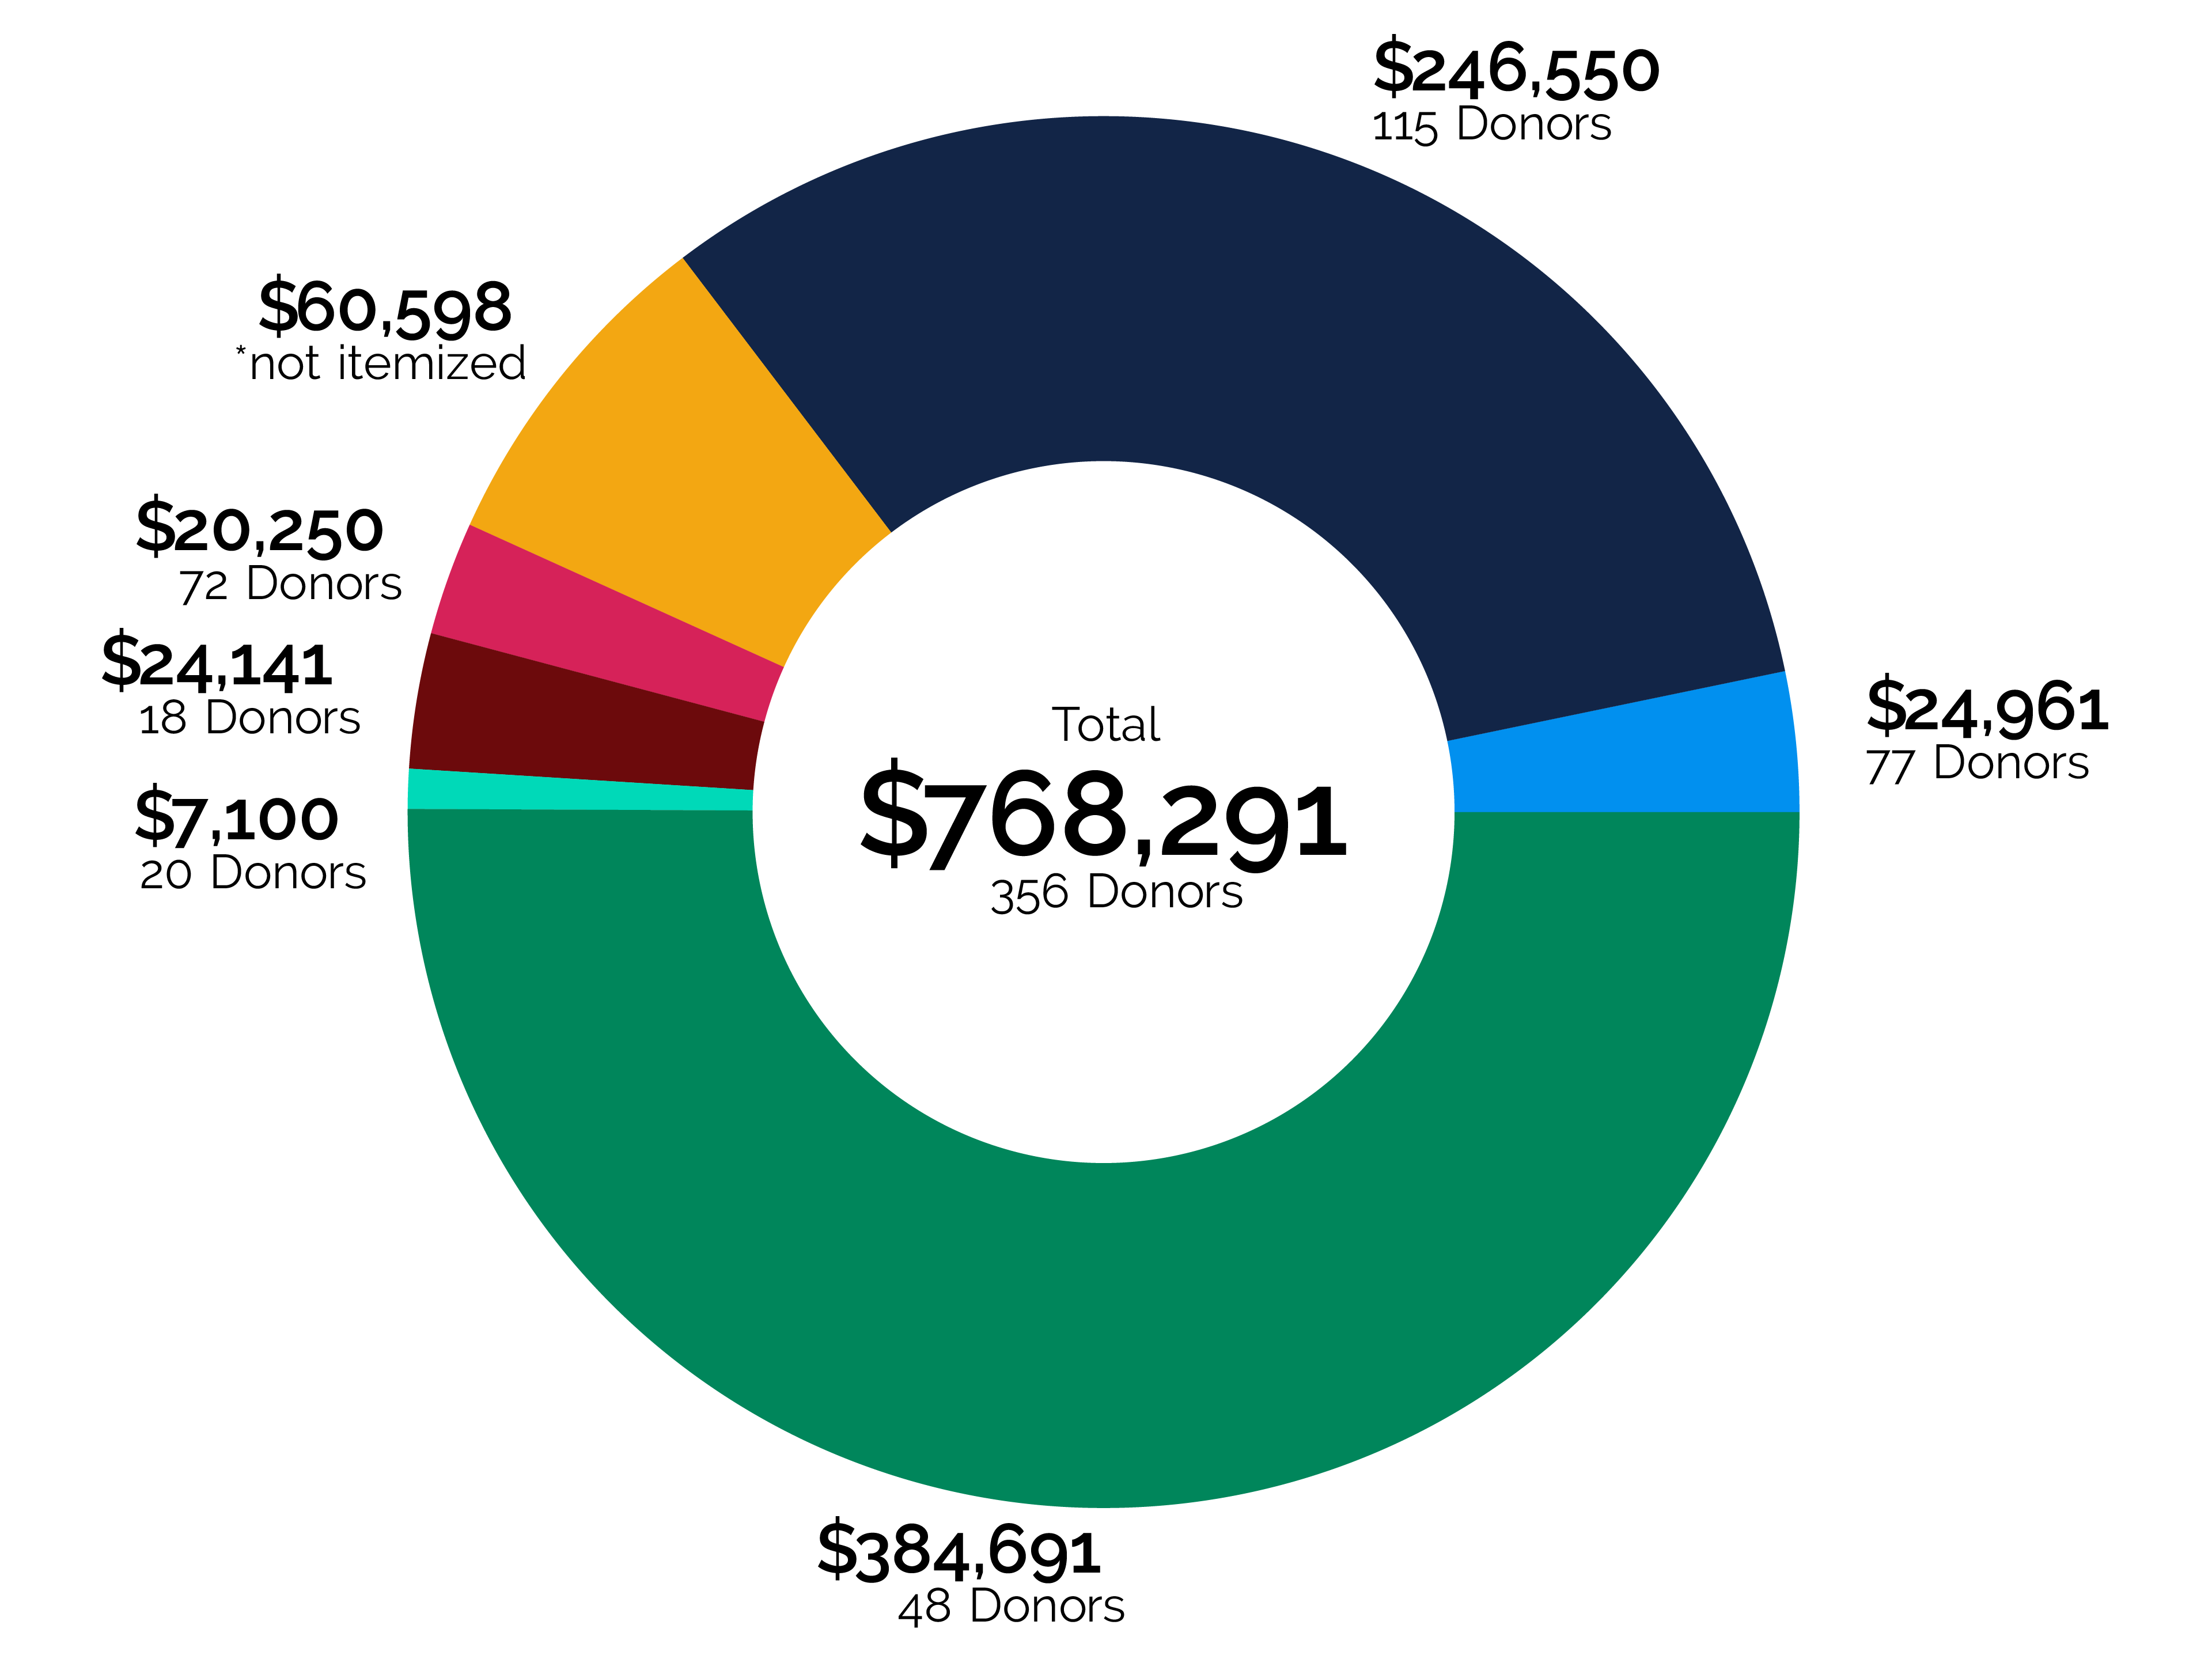 $246,550
115 Donors
$60,598
*not itemized
$20,250
72 Donors
$24,141
18 Donors
$24,961
77 Donors
Total
$768,291
356 Donors
$7,100
20 Donors
$384,691
48 Donors